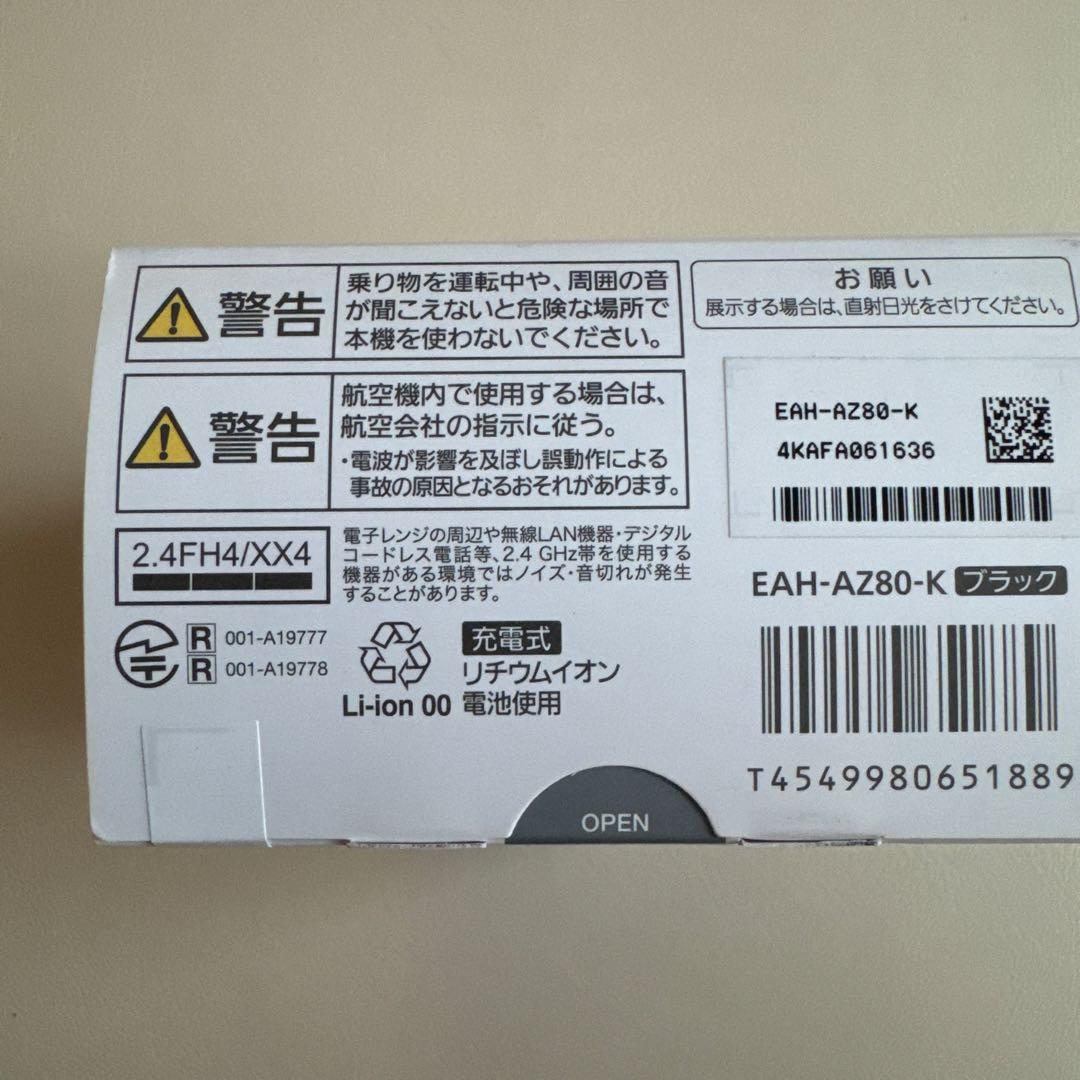 警告
乗り物を運転中や、周囲の音
が聞こえないと危険な場所で
本機を使わないでください。
お願い
展示する場合は、直射日光をさけてください。
警告
航空機内で使用する場合は、
航空会社の指示に従う。
・電波が影響を及ぼし誤動作による
事故の原因となるおそれがあります。
EAH-AZ80-K
4KAFA061636
2.4FH4/XX4
電子レンジの周辺や無線LAN機器・デジタル
コードレス電話等、2.4 GHz帯を使用する
機器がある環境ではノイズ・音切れが発生
することがあります。
EAH-AZ80-K ブラック
R 001-A19777
R 001-A19778
Li-ion 00
充電式
リチウムイオン
電池使用
T4549980651889
OPEN